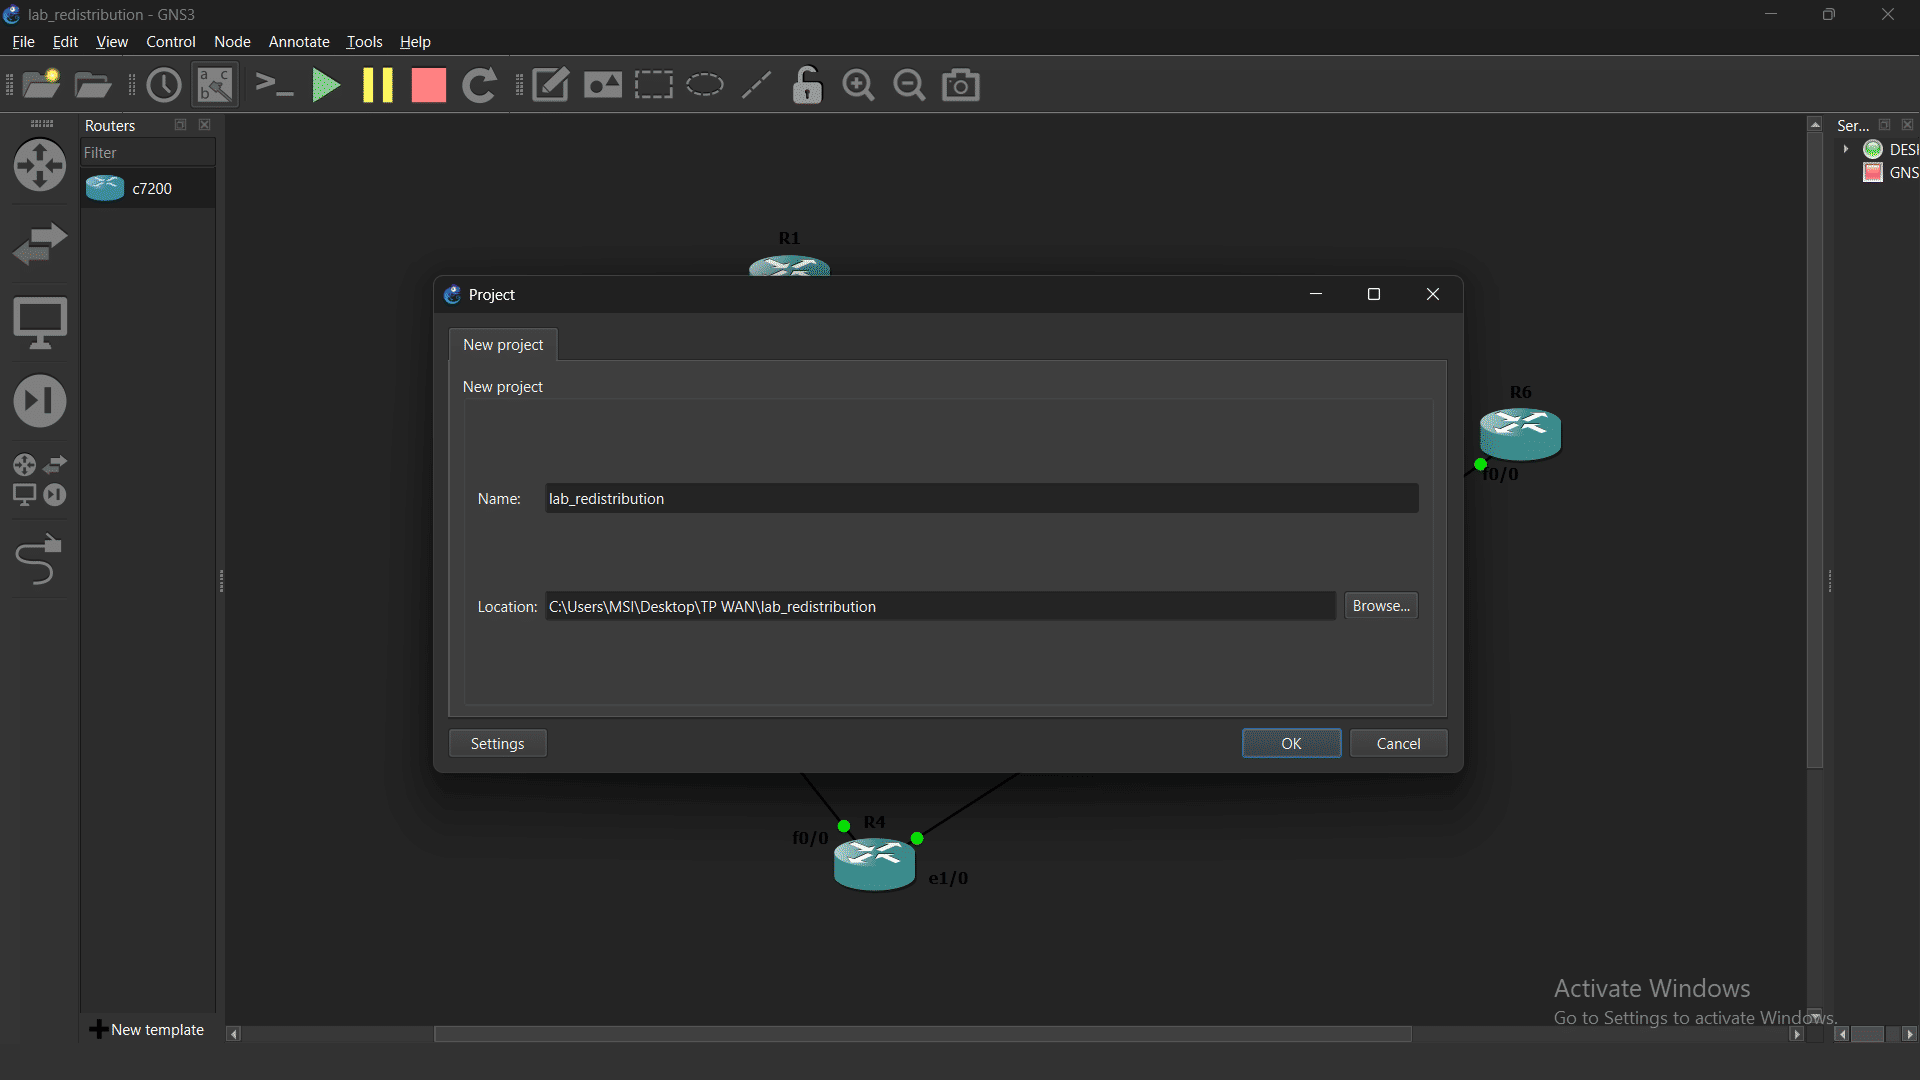 lab_redistribution - GNS3
File Edit View Control Node Annotate Tools Help
a c
b
Routers
Filter
c7200
Ser...
DESI
GNS
R1
Project
New project
New project
Name: lab_redistribution
Location: C:\Users\MSI\Desktop\TP WAN\lab_redistribution Browse...
Settings OK Cancel
R6
f0/0
R4
f0/0
e1/0
Activate Windows
Go to Settings to activate Windows.
New template